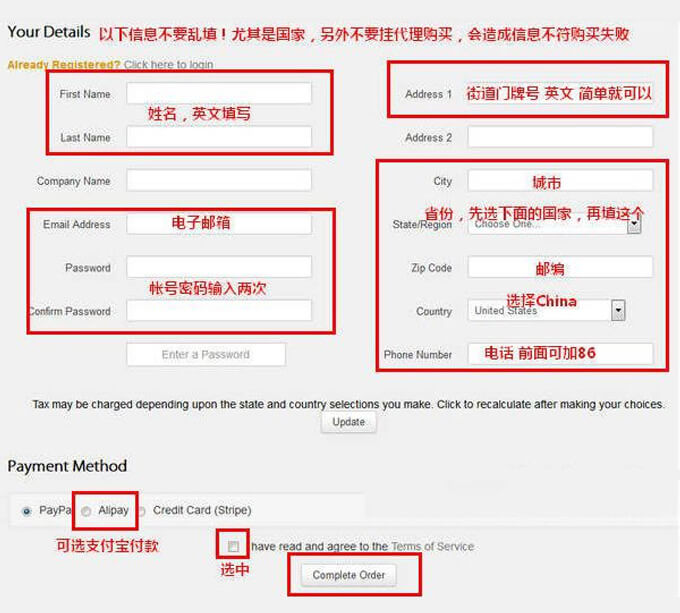 Your Details 以下信息不要乱填！尤其是国家，另外不要挂代理购买，会造成信息不符购买失败
Already Registered? Click here to login
First Name
姓名，英文填写
Last Name
Company Name
Email Address 电子邮箱
Password
帐号密码输入两次
Confirm Password
Enter a Password
Address 1 街道门牌号 英文 简单就可以
Address 2
City 城市
省份，先选下面的国家，再填这个
State/Region Choose One...
Zip Code 邮编
选择China
Country United States
Phone Number 电话 前面可加86
Tax may be charged depending upon the state and country selections you make. Click to recalculate after making your choices.
Update
Payment Method
PayPa Alipay Credit Card (Stripe)
可选支付宝付款
have read and agree to the Terms of Service
选中
Complete Order